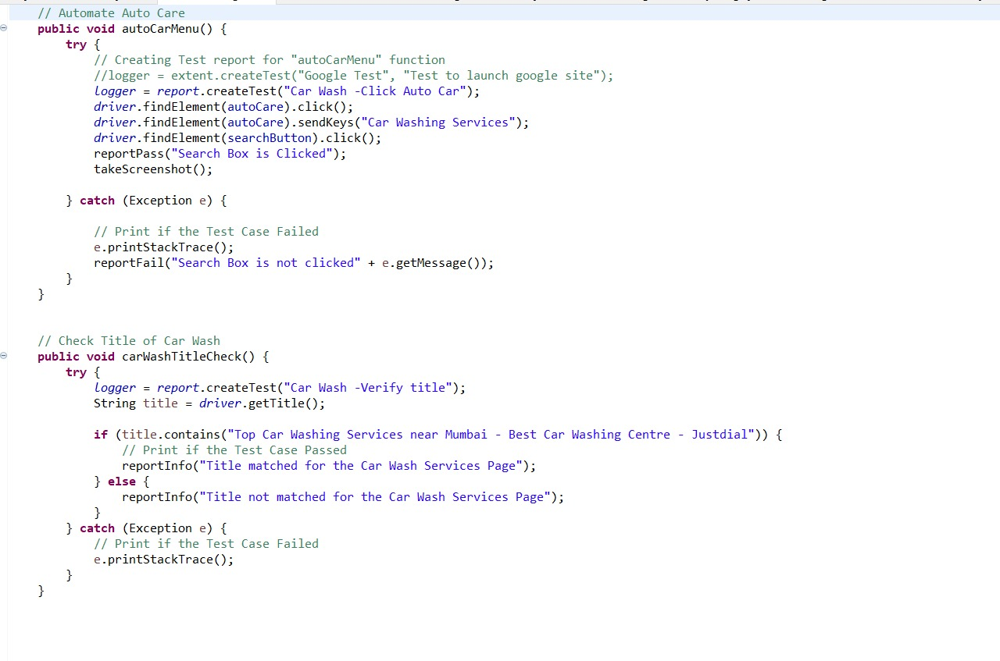 // Automate Auto Care
public void autoCarMenu() {
try {
// Creating Test report for "autoCarMenu" function
//logger = extent.createTest("Google Test", "Test to launch google site");
logger = report.createTest("Car Wash -Click Auto Car");
driver.findElement(autoCare).click();
driver.findElement(autoCare).sendKeys("Car Washing Services");
driver.findElement(searchButton).click();
reportPass("Search Box is Clicked");
takeScreenshot();
} catch (Exception e) {
// Print if the Test Case Failed
e.printStackTrace();
reportFail("Search Box is not clicked" + e.getMessage());
}
}
// Check Title of Car Wash
public void carWashTitleCheck() {
try {
logger = report.createTest("Car Wash -Verify title");
String title = driver.getTitle();
if (title.contains("Top Car Washing Services near Mumbai - Best Car Washing Centre - Justdial")) {
// Print if the Test Case Passed
reportInfo("Title matched for the Car Wash Services Page");
} else {
reportInfo("Title not matched for the Car Wash Services Page");
}
} catch (Exception e) {
// Print if the Test Case Failed
e.printStackTrace();
}
}